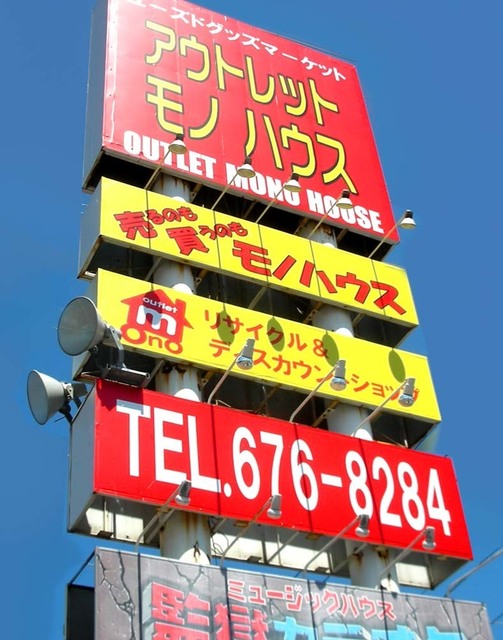 ユーズドグッズマーケット
アウトレット
モノ ハウス
OUTLET MONO HOUSE
売るのも
買うのも
モノハウス
outlet
mono
リサイクル&
ディスカウントショップ
TEL.676-8284
ミュージックハウス
監獄